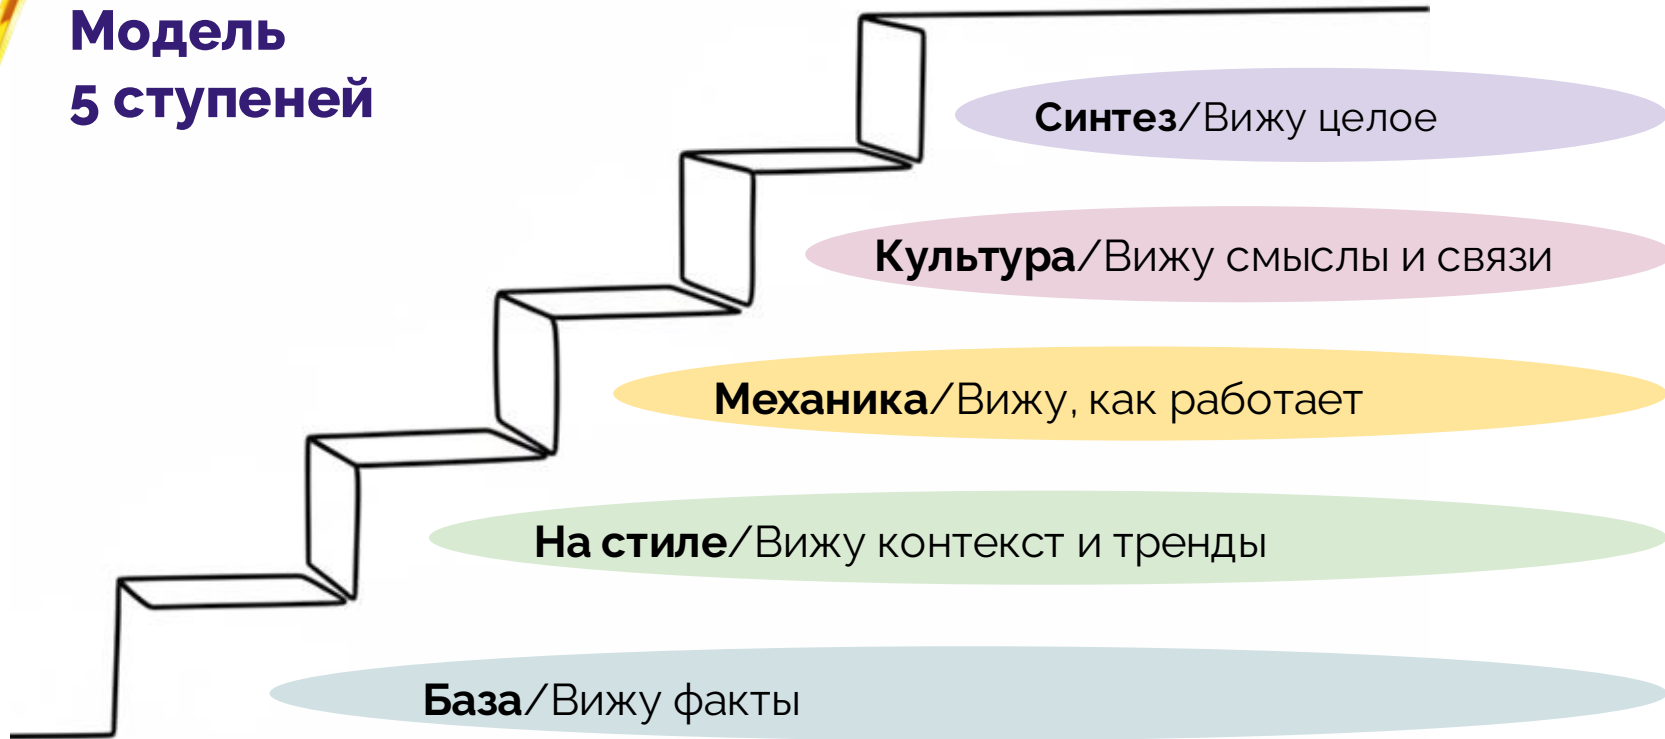 Модель
5 ступеней
Синтез/Вижу целое
Культура/Вижу смыслы и связи
Механика/Вижу, как работает
На стиле/Вижу контекст и тренды
База/Вижу факты